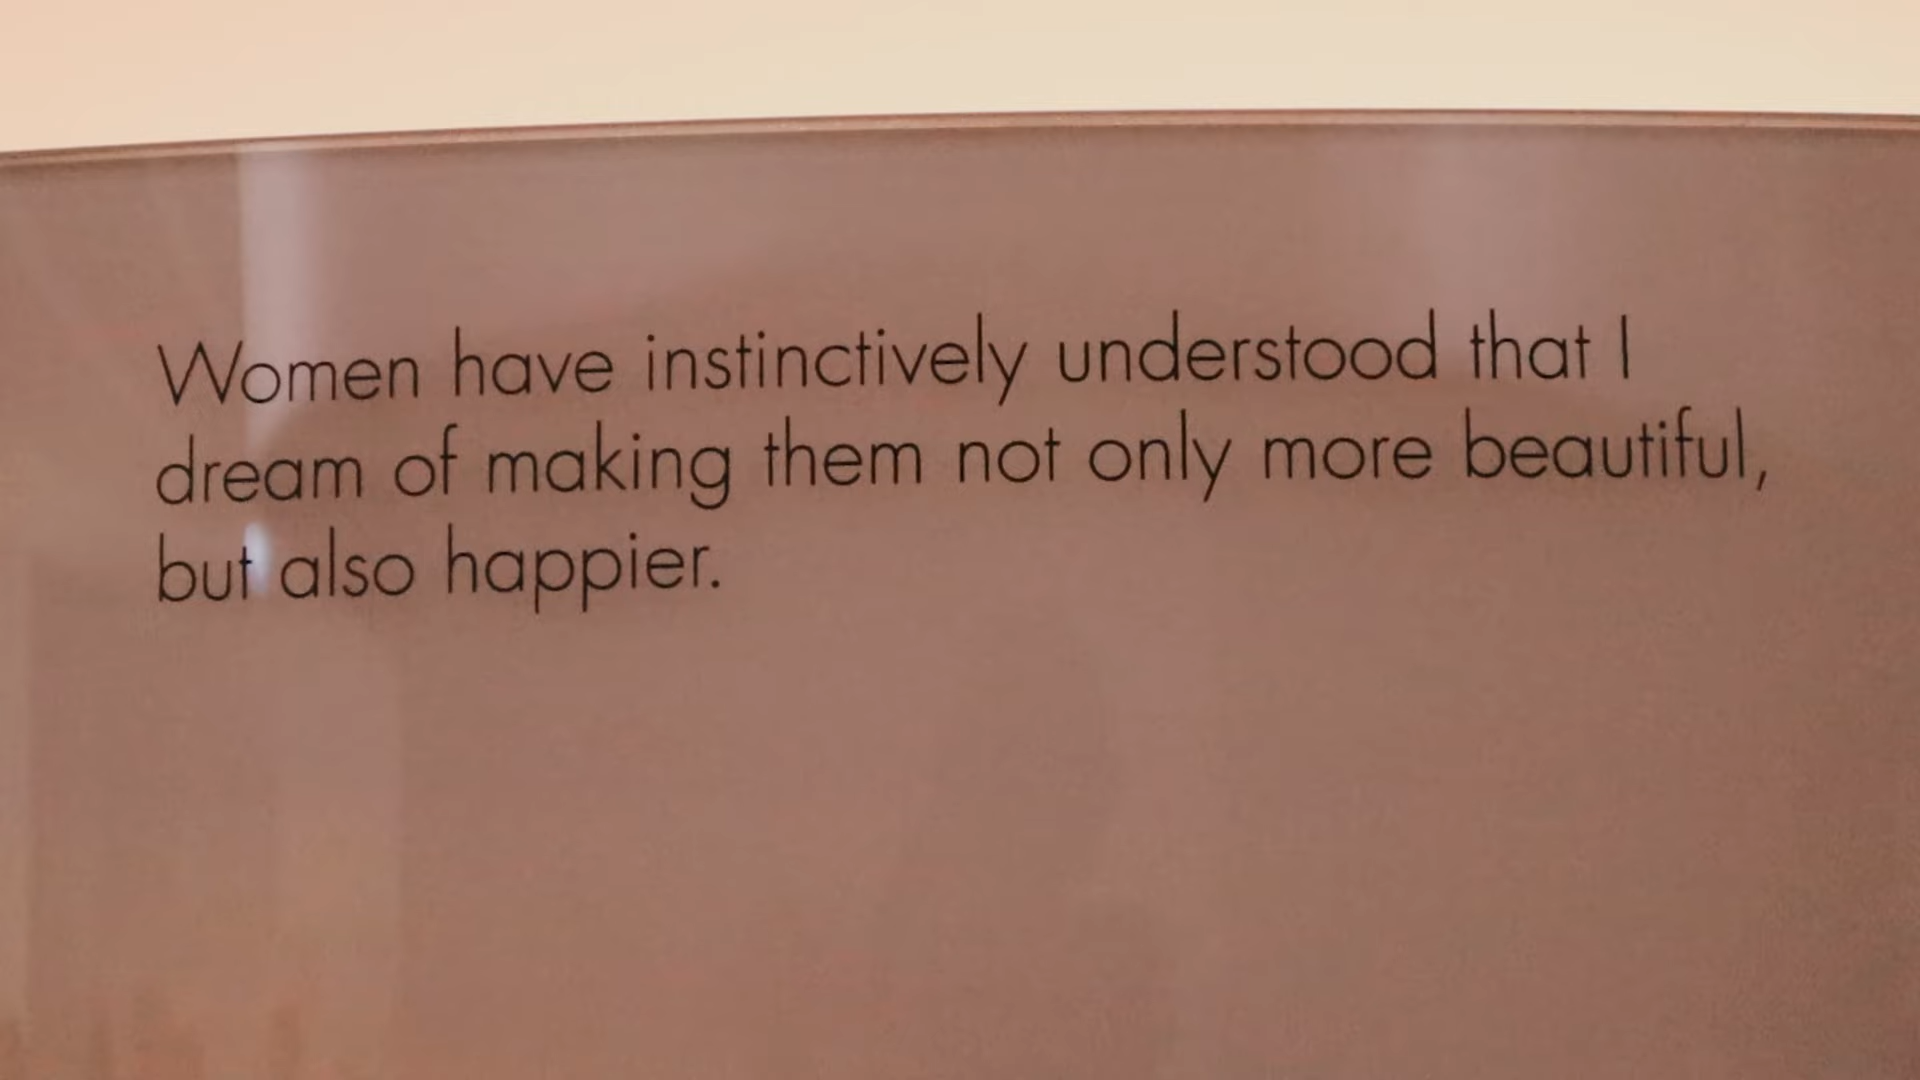 Women have instinctively understood that I
dream of making them not only more beautiful,
but also happier.